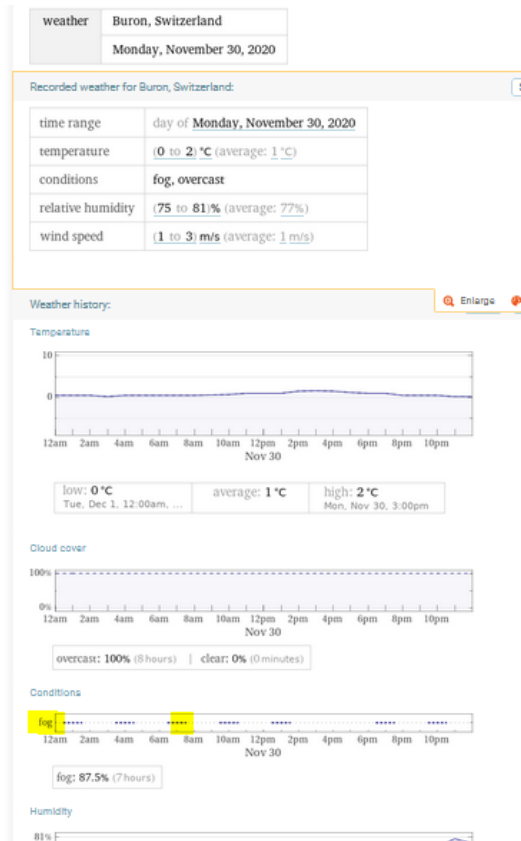 weather Buron, Switzerland
Monday, November 30, 2020
Recorded weather for Buron, Switzerland:
time range day of Monday, November 30, 2020
temperature (0 to 2) °C (average: 1 °C)
conditions fog, overcast
relative humidity (75 to 81)% (average: 77%)
wind speed (1 to 3) m/s (average: 1 m/s)
Weather history: Enlarge
Temperature
10
0
12am 2am 4am 6am 8am 10am 12pm 2pm 4pm 6pm 8pm 10pm
Nov 30
low: 0 °C average: 1 °C high: 2 °C
Tue, Dec 1, 12:00am, ... Mon, Nov 30, 3:00pm
Cloud cover
100%
0%
12am 2am 4am 6am 8am 10am 12pm 2pm 4pm 6pm 8pm 10pm
Nov 30
overcast: 100% (8 hours) | clear: 0% (0 minutes)
Conditions
fog
12am 2am 4am 6am 8am 10am 12pm 2pm 4pm 6pm 8pm 10pm
Nov 30
fog: 87.5% (7 hours)
Humidity
81%